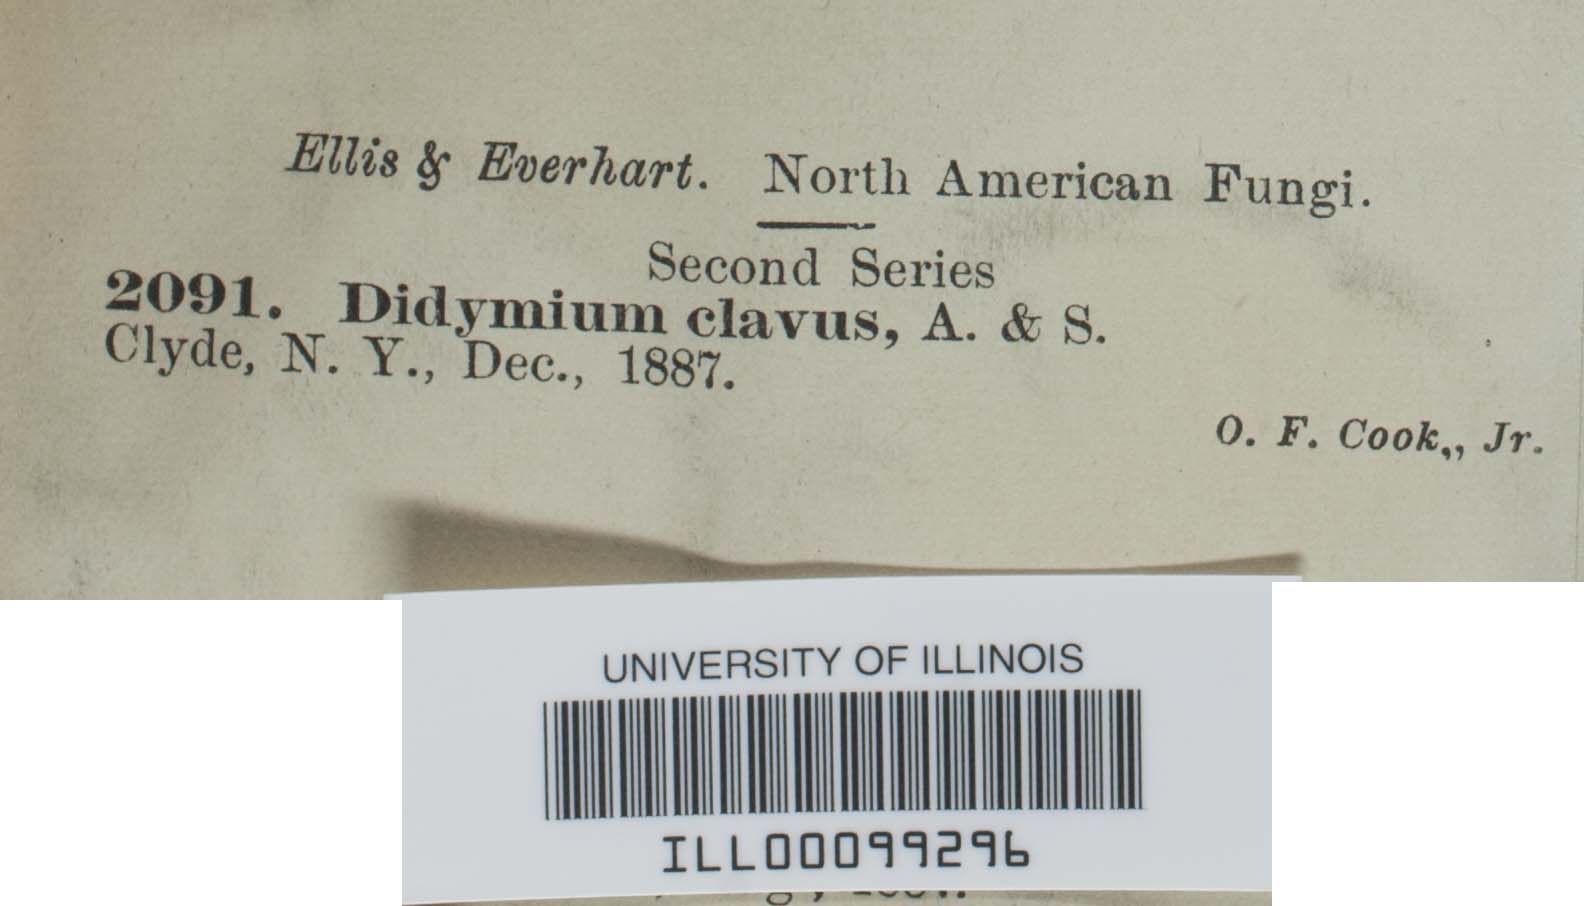 Ellis & Everhart. North American Fungi.
Second Series
2091. Didymium clavus, A. & S.
Clyde, N. Y., Dec., 1887.
O. F. Cook,, Jr.
UNIVERSITY OF ILLINOIS
ILL00099296